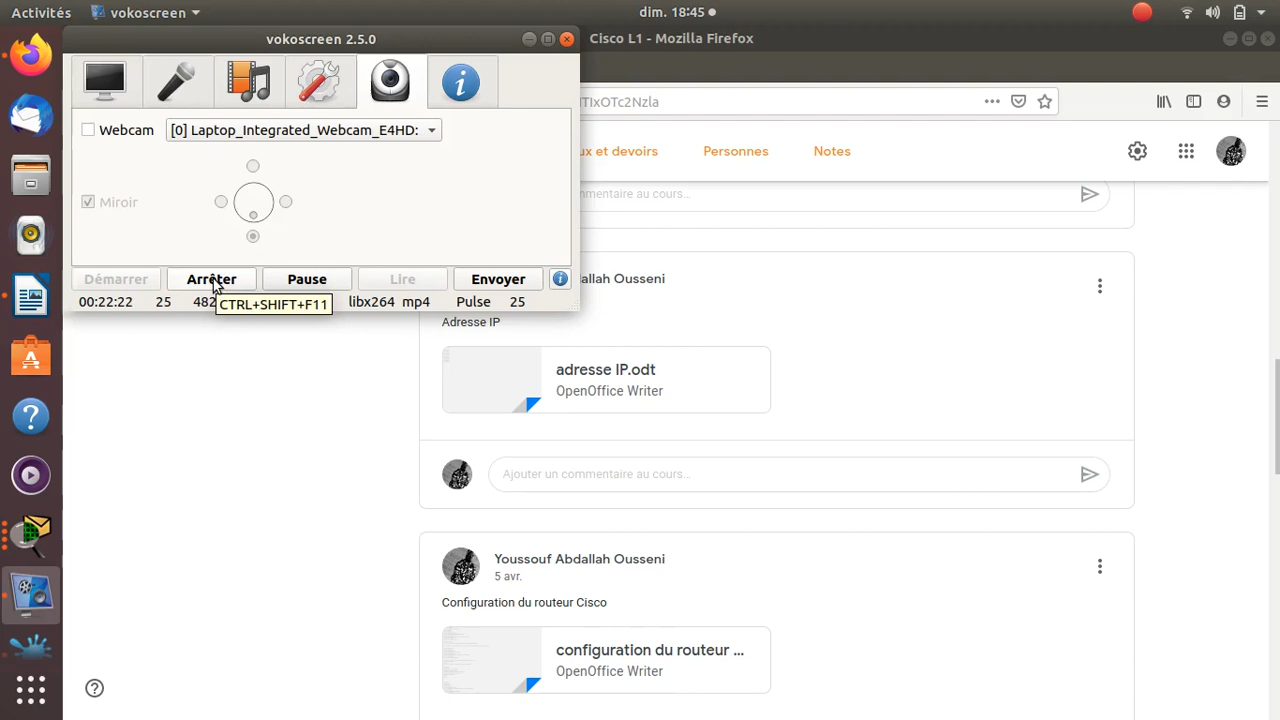 Activités
vokoscreen
dim. 18:45
vokoscreen 2.5.0
Cisco L1 - Mozilla Firefox
Webcam
[0] Laptop_Integrated_Webcam_E4HD:
Miroir
Démarrer
Arrêter
Pause
Lire
Envoyer
00:22:22
25
482
libx264
mp4
Pulse
25
CTRL+SHIFT+F11
TIxOTc2Nzla
ux et devoirs
Personnes
Notes
mmentaire au cours...
dallah Ousseni
Adresse IP
adresse IP.odt
OpenOffice Writer
Ajouter un commentaire au cours...
Youssouf Abdallah Ousseni
5 avr.
Configuration du routeur Cisco
configuration du routeur ...
OpenOffice Writer